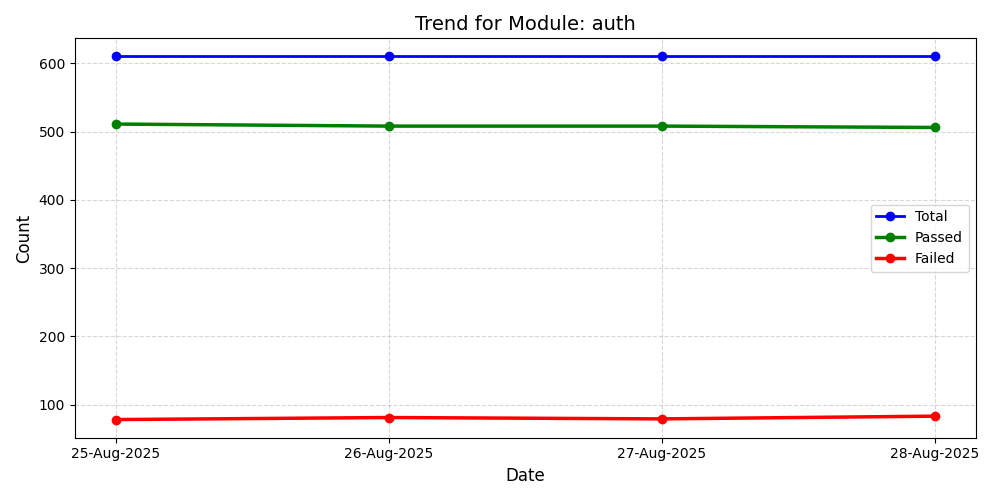 Trend for Module: auth
600
500
400
300
200
100
Count
Total
Passed
Failed
25-Aug-2025
26-Aug-2025
27-Aug-2025
28-Aug-2025
Date